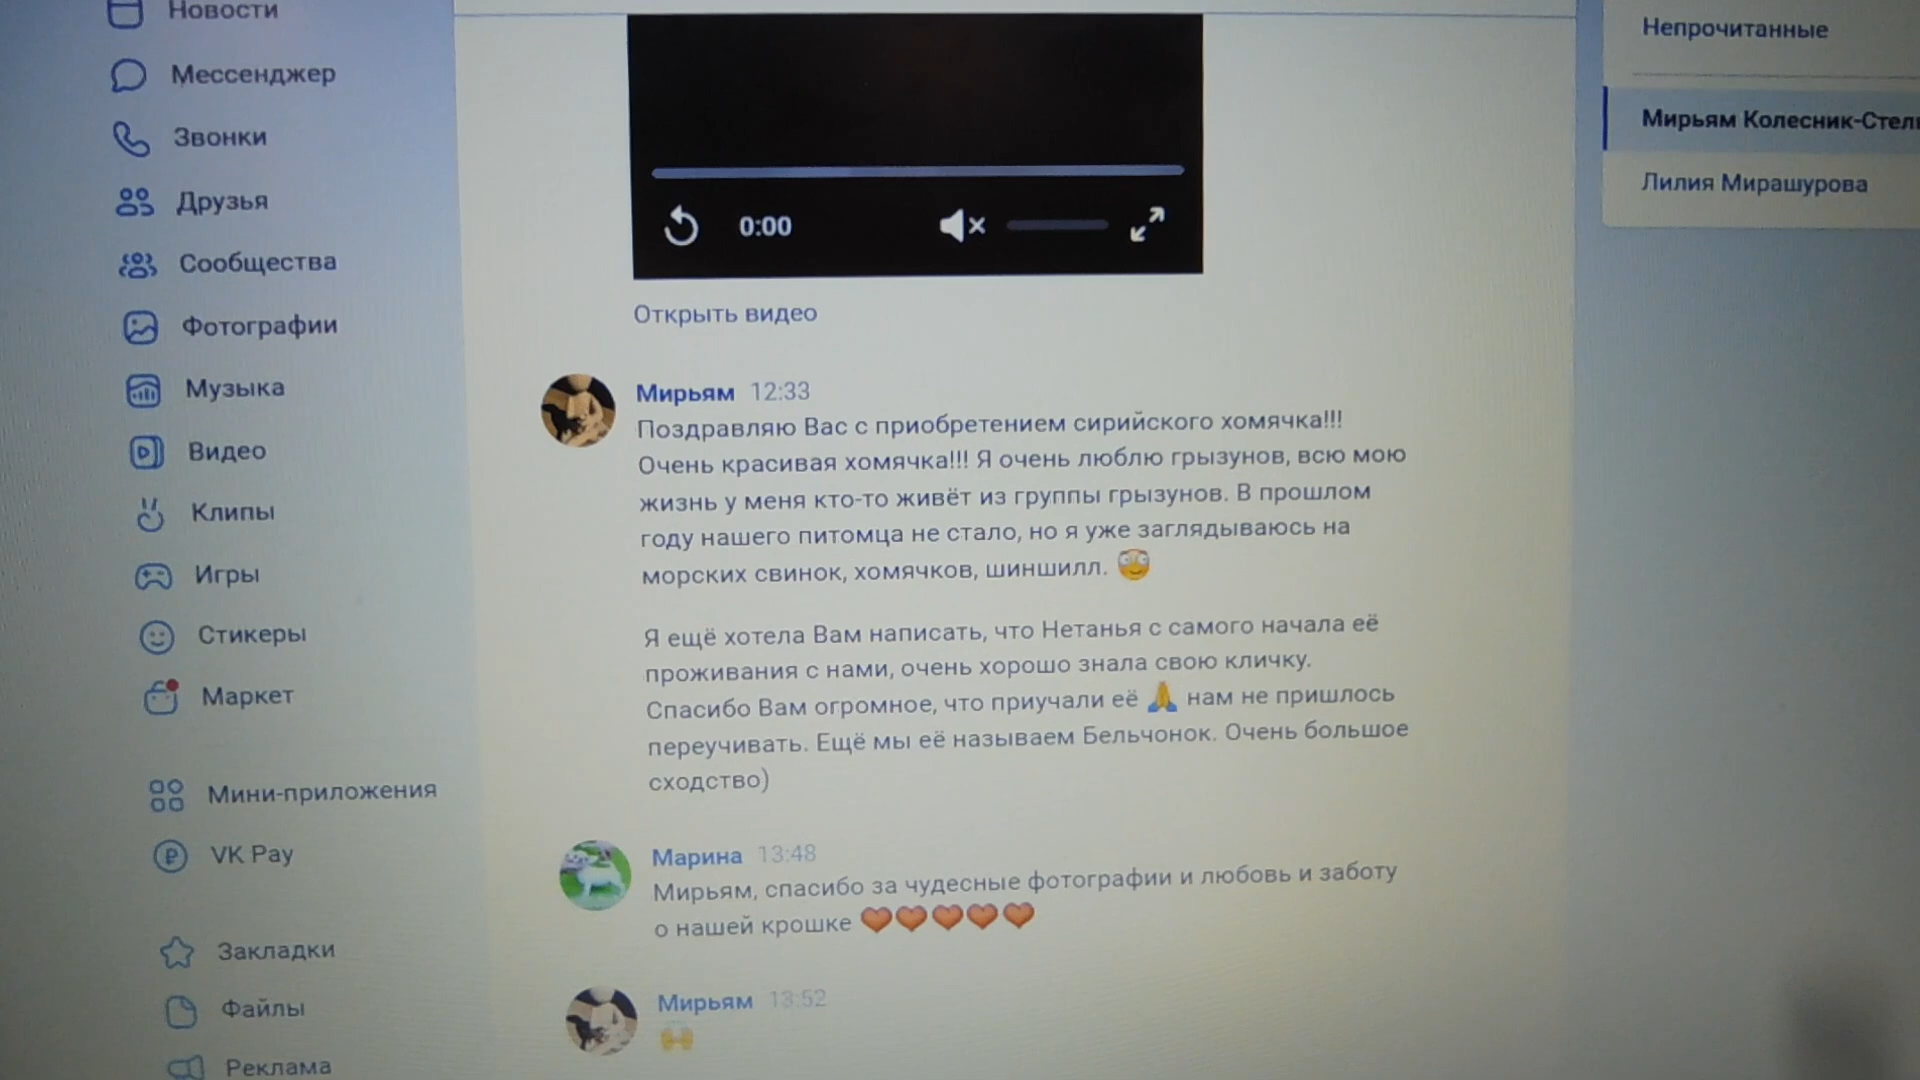 Новости
Мессенджер
Звонки
Друзья
Сообщества
Фотографии
Музыка
Видео
Клипы
Игры
Стикеры
Маркет
Мини-приложения
VK Pay
Закладки
Файлы
Реклама
0:00
Открыть видео
Мирьям 12:33
Поздравляю Вас с приобретением сирийского хомячка!!!
Очень красивая хомячка!!! Я очень люблю грызунов, всю мою
жизнь у меня кто-то живёт из группы грызунов. В прошлом
году нашего питомца не стало, но я уже заглядываюсь на
морских свинок, хомячков, шиншилл. 😳
Я ещё хотела Вам написать, что Нетанья с самого начала её
проживания с нами, очень хорошо знала свою кличку.
Спасибо Вам огромное, что приучали её 🙏 нам не пришлось
переучивать. Ещё мы её называем Бельчонок. Очень большое
сходство)
Марина 13:48
Мирьям, спасибо за чудесные фотографии и любовь и заботу
о нашей крошке ❤❤❤❤❤
Мирьям 13:52
Непрочитанные
Мирьям Колесник-
Лилия Мирашурова